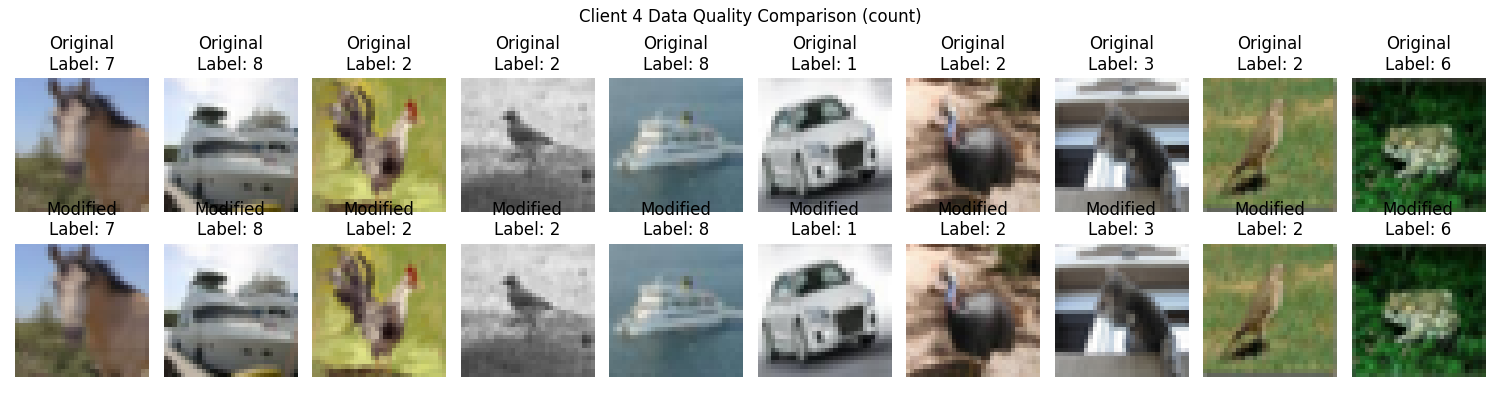 Client 4 Data Quality Comparison (count)
Original Original Original Original Original Original Original Original Original Original
Label: 7 Label: 8 Label: 2 Label: 2 Label: 8 Label: 1 Label: 2 Label: 3 Label: 2 Label: 6
Modified Modified Modified Modified Modified Modified Modified Modified Modified Modified
Label: 7 Label: 8 Label: 2 Label: 2 Label: 8 Label: 1 Label: 2 Label: 3 Label: 2 Label: 6